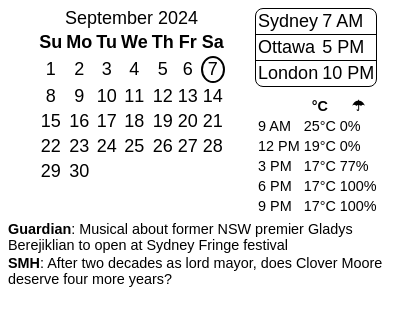 September 2024
Su Mo Tu We Th Fr Sa
1 2 3 4 5 6 7
8 9 10 11 12 13 14
15 16 17 18 19 20 21
22 23 24 25 26 27 28
29 30
Sydney 7 AM
Ottawa 5 PM
London 10 PM
°C ☂
9 AM 25°C 0%
12 PM 19°C 0%
3 PM 17°C 77%
6 PM 17°C 100%
9 PM 17°C 100%
Guardian: Musical about former NSW premier Gladys
Berejiklian to open at Sydney Fringe festival
SMH: After two decades as lord mayor, does Clover Moore
deserve four more years?